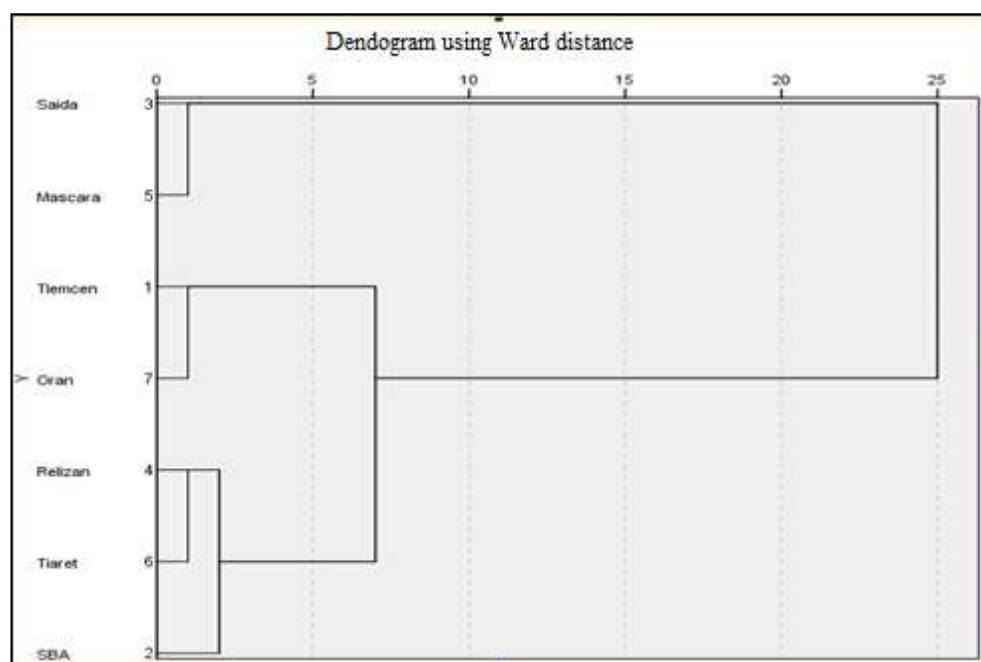 Dendogram using Ward distance
0 5 10 15 20 25
Saida 3
Mascara 5
Tlemcen 1
Y Oran 7
Relizan 4
Tiaret 6
SBA 2